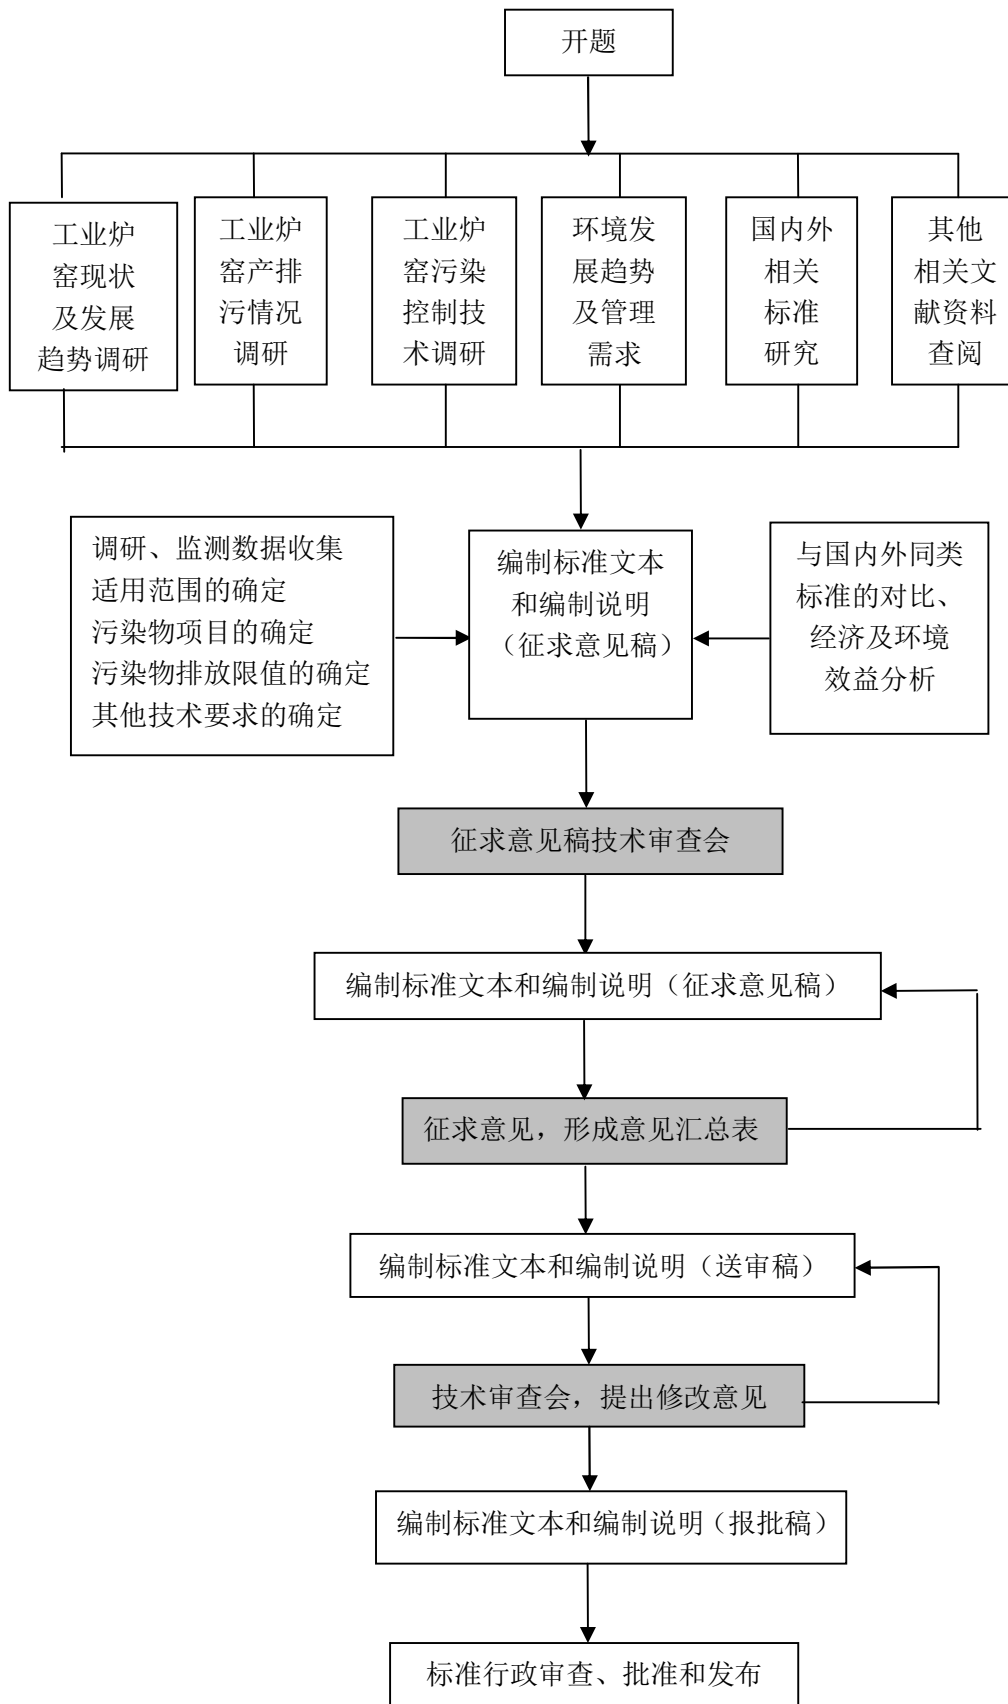 开题
工业炉
窑现状
及发展
趋势调研
工业炉
窑产排
污情况
调研
工业炉
窑污染
控制技
术调研
环境发
展趋势
及管理
需求
国内外
相关
标准
研究
其他
相关文
献资料
查阅
调研、监测数据收集
适用范围的确定
污染物项目的确定
污染物排放限值的确定
其他技术要求的确定
编制标准文本
和编制说明
（征求意见稿）
与国内外同类
标准的对比、
经济及环境
效益分析
征求意见稿技术审查会
编制标准文本和编制说明（征求意见稿）
征求意见，形成意见汇总表
编制标准文本和编制说明（送审稿）
技术审查会，提出修改意见
编制标准文本和编制说明（报批稿）
标准行政审查、批准和发布